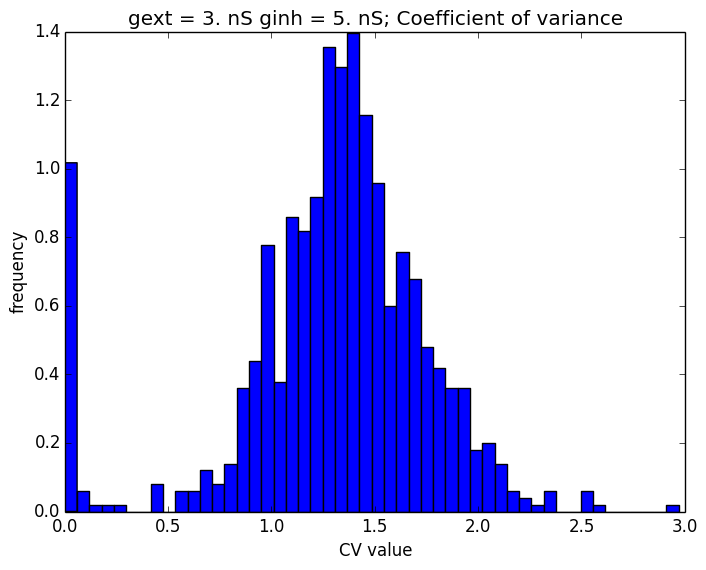 gext = 3. nS ginh = 5. nS; Coefficient of variance
1.4
1.2
1.0
0.8
0.6
0.4
0.2
0.0
frequency
0.0 0.5 1.0 1.5 2.0 2.5 3.0
CV value